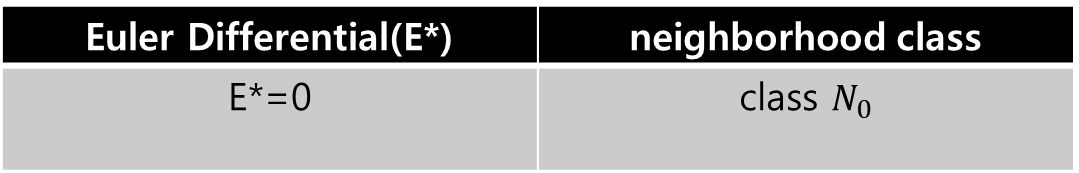 Euler Differential(E*) neighborhood class
E*=0 class N₀